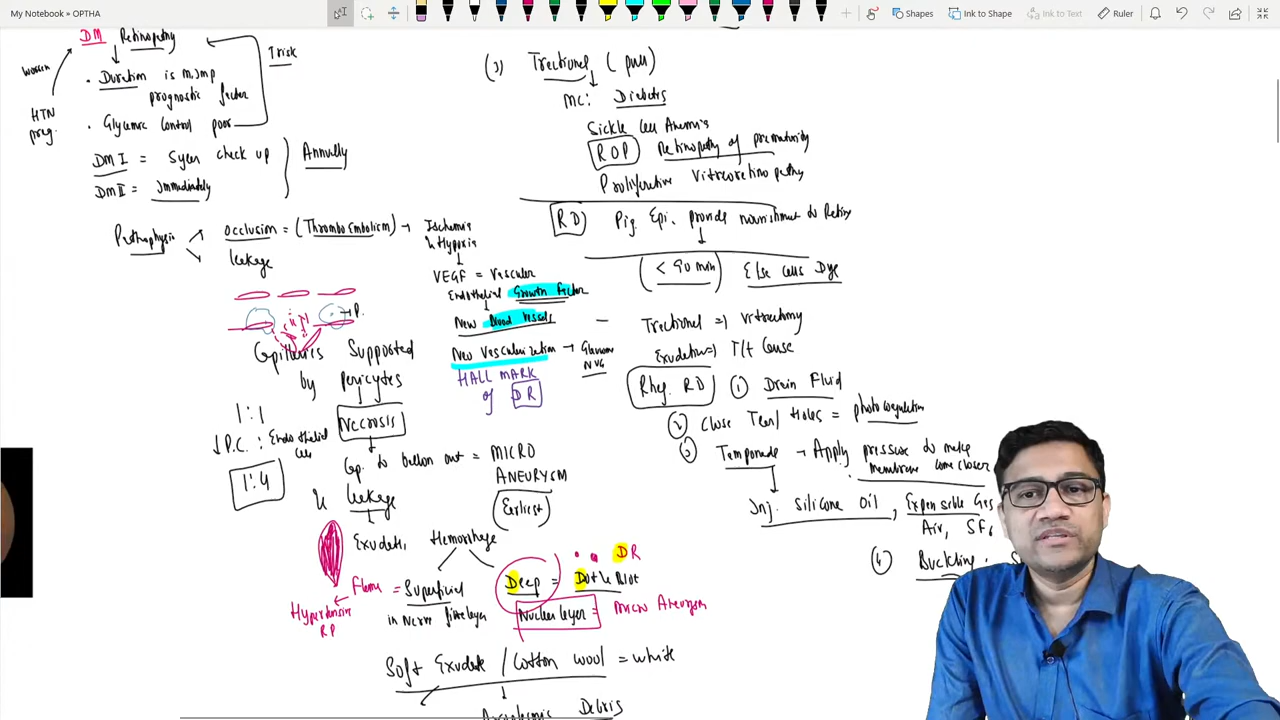 My Notebook » OPTHA
Shapes
Ink to Shape
Ink to Text
Ruler
DM Retinopathy
↑ risk
worsen
HTN
preg.
• Duration is m.imp
prognostic factor
• Glycemic control poor
DM I = 5year check up
DM II = Immediately
Annually
Pathophysio
Occlusion = (Thromboembolism) → Ischemia
& Hypoxia
leakage
VEGF = Vascular
Endothelial Growth factor
New blood vessels
New Vascularization → Glaucoma
NVG
HALL MARK
of DR
→ P.
Capillaries Supported
by Pericytes
1:1
Necrosis
↓ P.C. : Endothelial
cells
1:4
Cap. to balloon out = MICRO
ANEURYSM
(Earliest)
& leakage
Exudate, Hemorrhage
Flame = Superficial
in Nerve fibre layer
Hypertensive
RP
Deep = Dot & Blot
DR
Nuclear layer = Micro Aneurysm
Soft Exudate / Cotton wool = white
Debris
(3) Tractional (pull)
MC: Diabetes
Sickle Cell Anemia
ROP Retinopathy of prematurity
Proliferative Vitreoretinopathy
RD Pig. Epi. provide nourishment to Retina
(< 90 min) Else cells Dye
— Tractional => Vitrectomy
Exudative => T/t Cause
Rheg. RD ① Drain Fluid
② Close Tear/ Holes = photocoagulation
③ Temponade → Apply pressure to make
membrane come closer
Inj. Silicone Oil, Expensible Gas
Air, SF6
④ Buckling